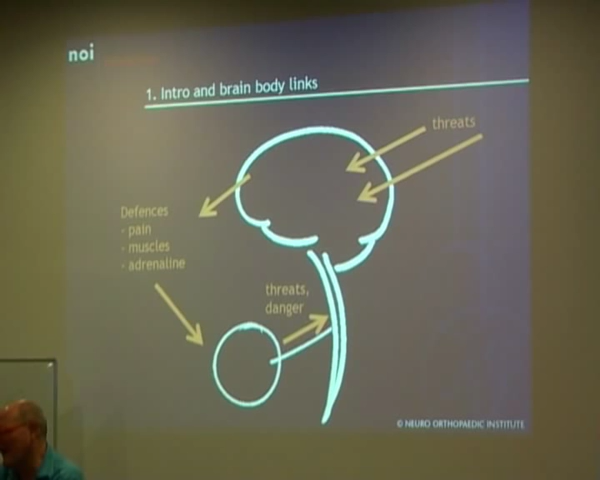 noi
1. Intro and brain body links
threats
Defences
- pain
- muscles
- adrenaline
threats,
danger
© NEURO ORTHOPAEDIC INSTITUTE